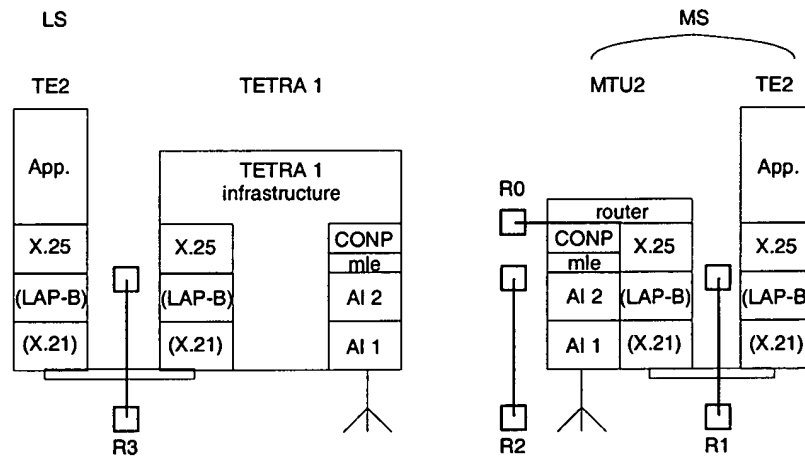 LS
MS
TE2
TETRA 1
MTU2
TE2
App.
TETRA 1
infrastructure
App.
R0
router
X.25
X.25
CONP
mle
CONP
mle
X.25
X.25
(LAP-B)
(LAP-B)
AI 2
AI 2
(LAP-B)
(LAP-B)
(X.21)
(X.21)
AI 1
AI 1
(X.21)
(X.21)
R3
R2
R1